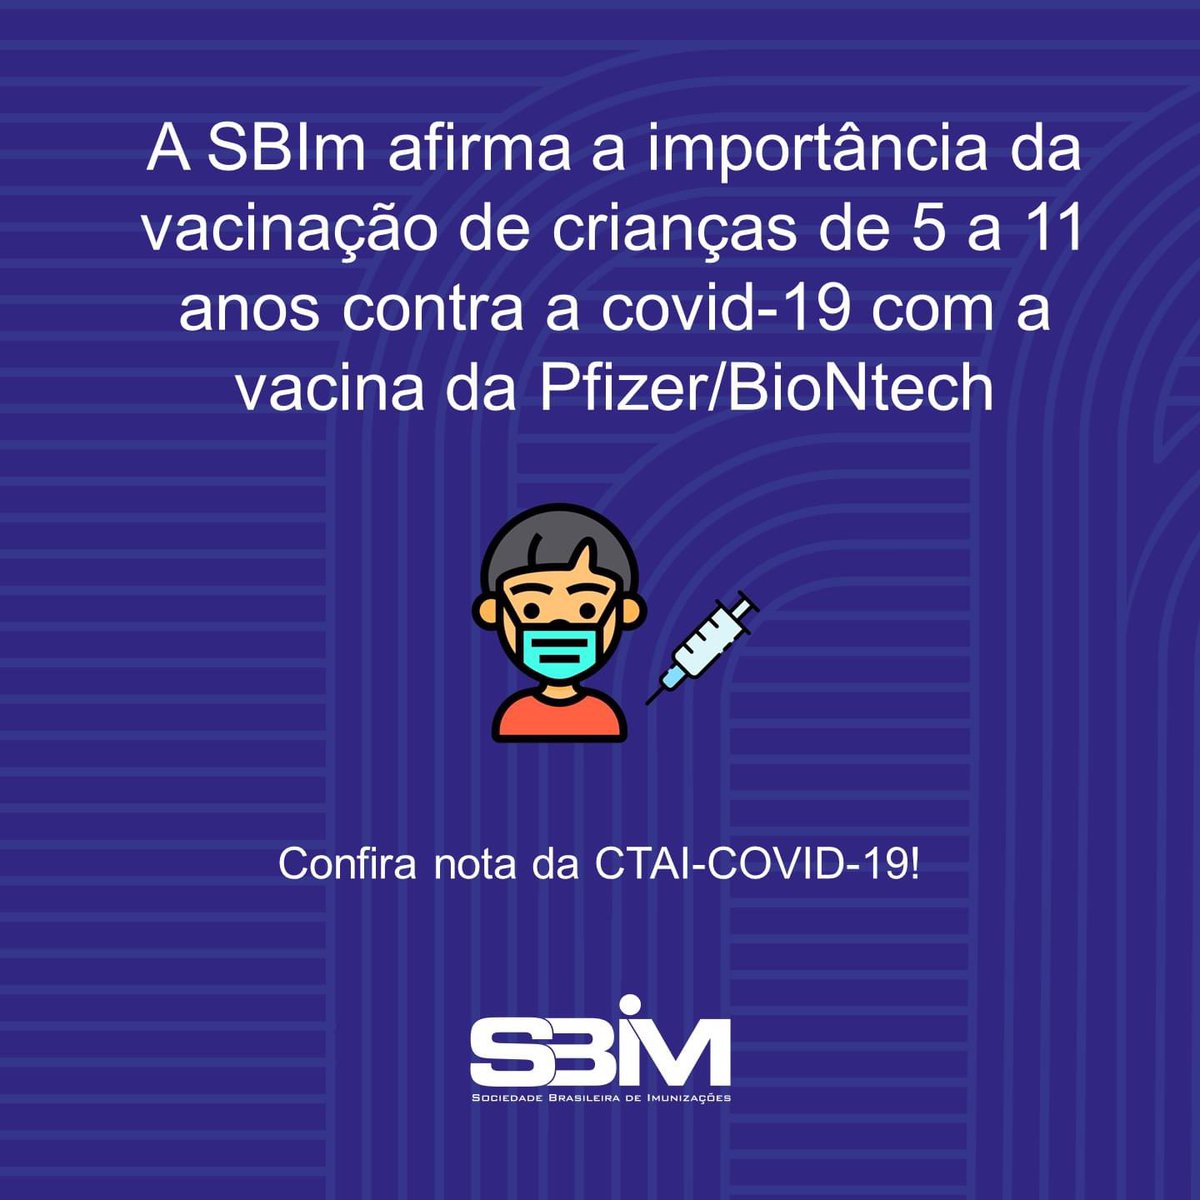 A SBIm afirma a importância da
vacinação de crianças de 5 a 11
anos contra a covid-19 com a
vacina da Pfizer/BioNtech
Confira nota da CTAI-COVID-19!
SBIM
Sociedade Brasileira de Imunizações